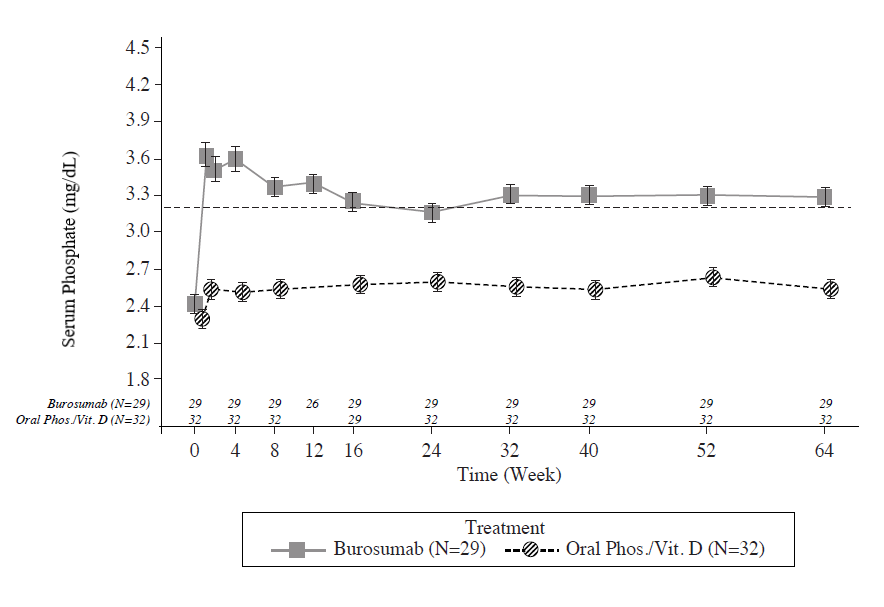 4.5
4.2
3.9
3.6
3.3
3.0
2.7
2.4
2.1
1.8
Serum Phosphate (mg/dL)
Burosumab (N=29) 29 29 29 26 29 29 29 29 29 29
Oral Phos./Vit. D (N=32) 32 32 32 29 32 32 32 32 32
0 4 8 12 16 24 32 40 52 64
Time (Week)
Treatment
Burosumab (N=29) Oral Phos./Vit. D (N=32)